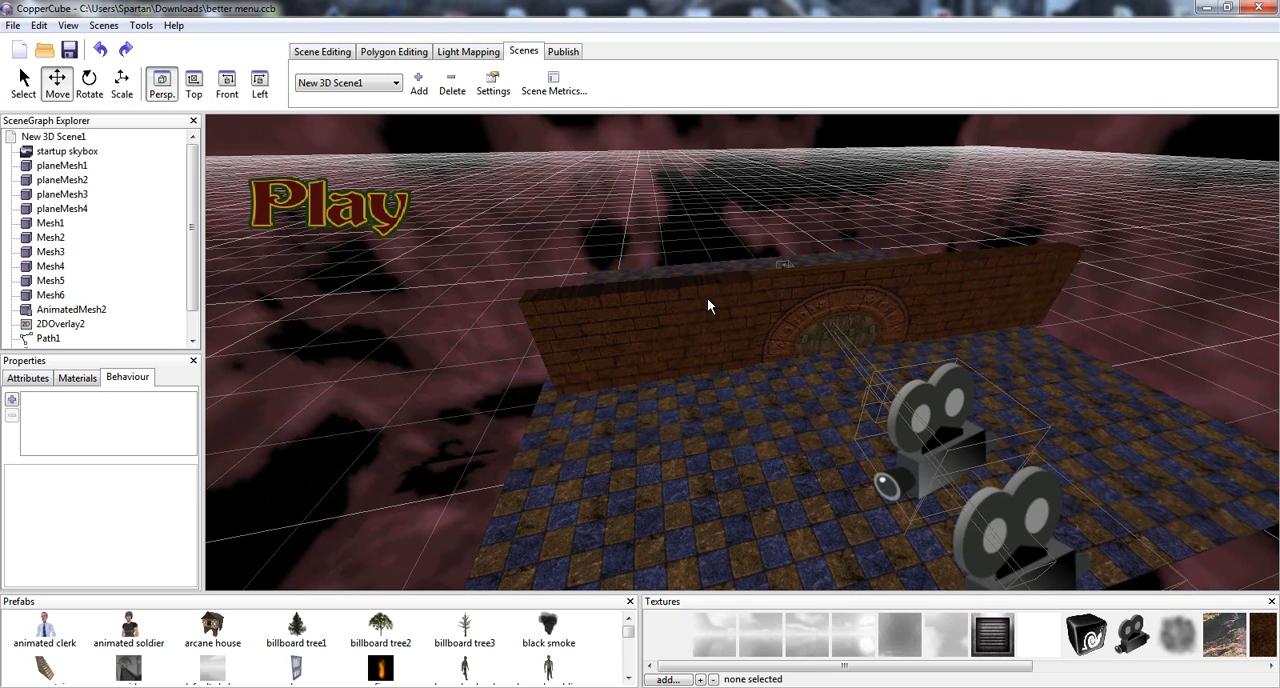 CopperCube - C:\Users\Spartan\Downloads\better menu.ccb
File Edit View Scenes Tools Help
Scene Editing Polygon Editing Light Mapping Scenes Publish
New 3D Scene1
Select Move Rotate Scale Persp. Top Front Left
Add Delete Settings Scene Metrics...
SceneGraph Explorer
New 3D Scene1
startup skybox
planeMesh1
planeMesh2
planeMesh3
planeMesh4
Mesh1
Mesh2
Mesh3
Mesh4
Mesh5
Mesh6
AnimatedMesh2
2DOverlay2
Path1
Play
Properties
Attributes Materials Behaviour
Prefabs
animated clerk animated soldier arcane house billboard tree1 billboard tree2 billboard tree3 black smoke
Textures
add... + - none selected